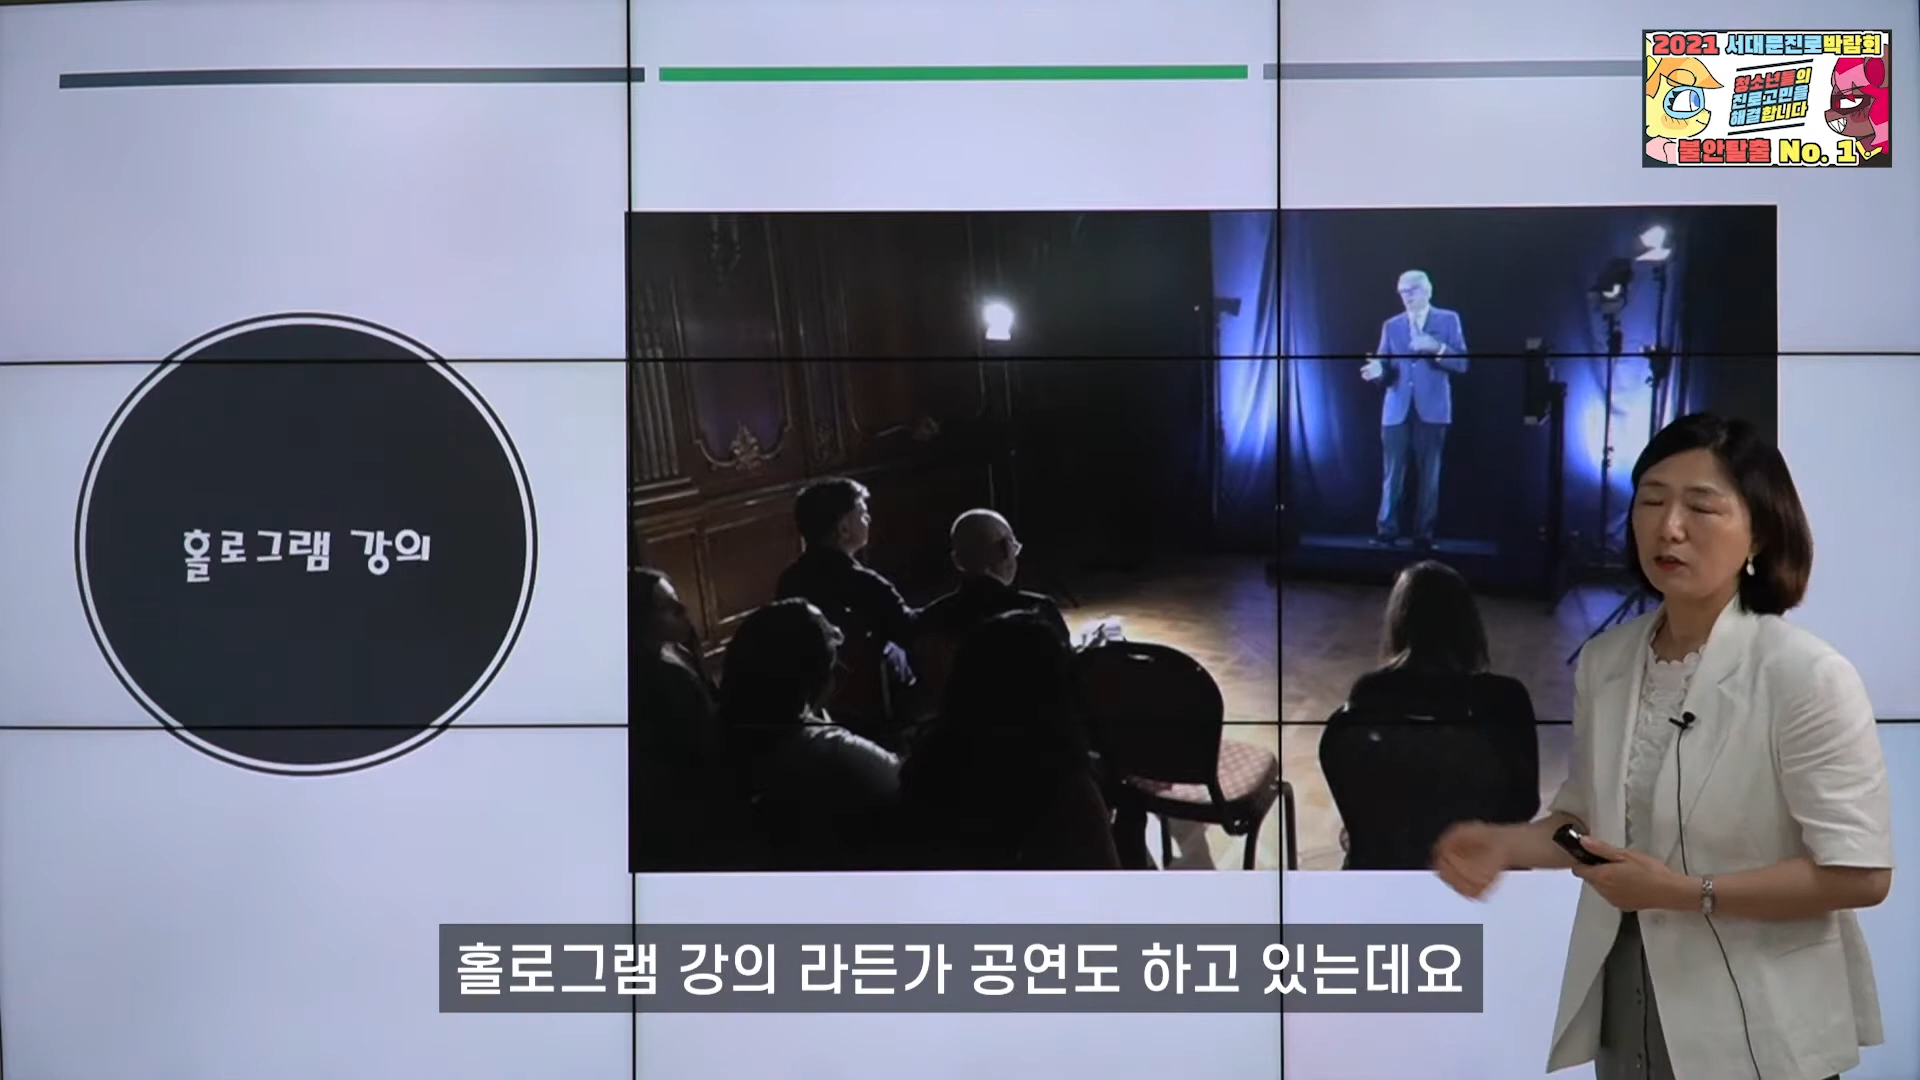 2021 서대문진로박람회
청소년들의
진로고민을
해결합니다
불안탈출 No. 1
홀로그램 강의
홀로그램 강의 라든가 공연도 하고 있는데요